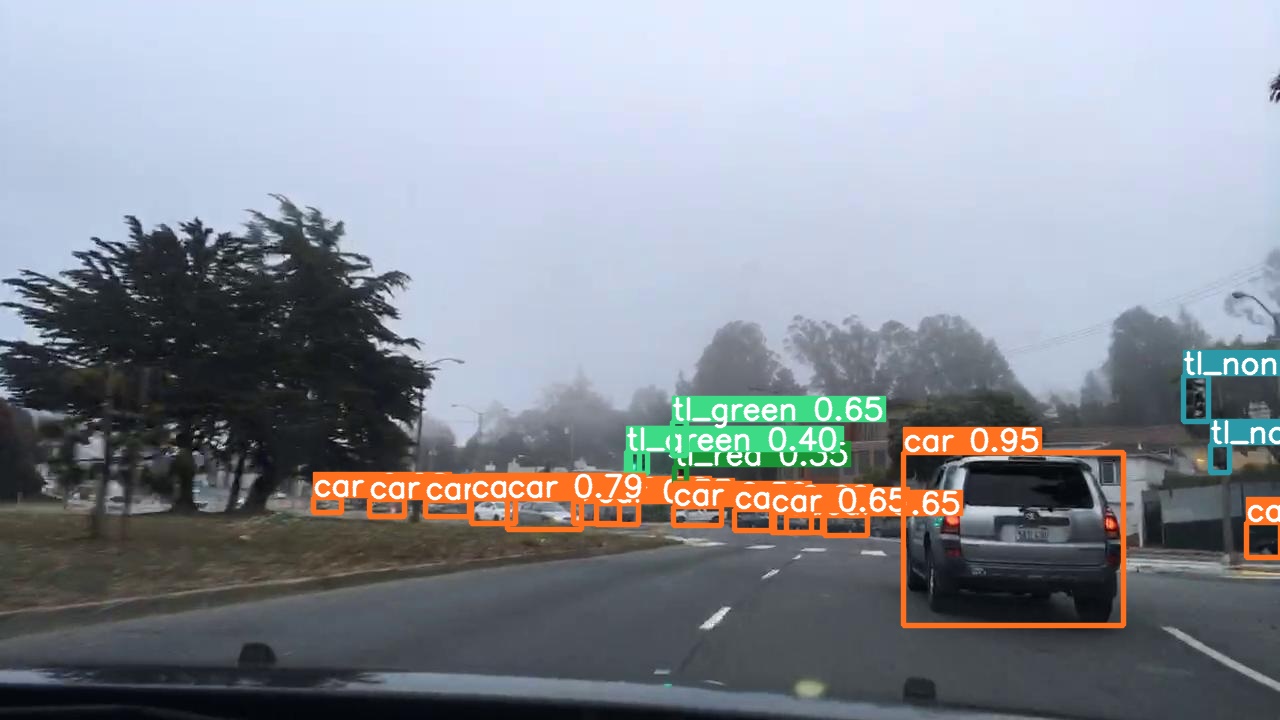 tl_non
tl_green 0.65
tl_no
tl_green 0.40
tl_red 0.35
car 0.95
car
car
car
ca
car 0.79
car
ca
car 0.65
.65
ca